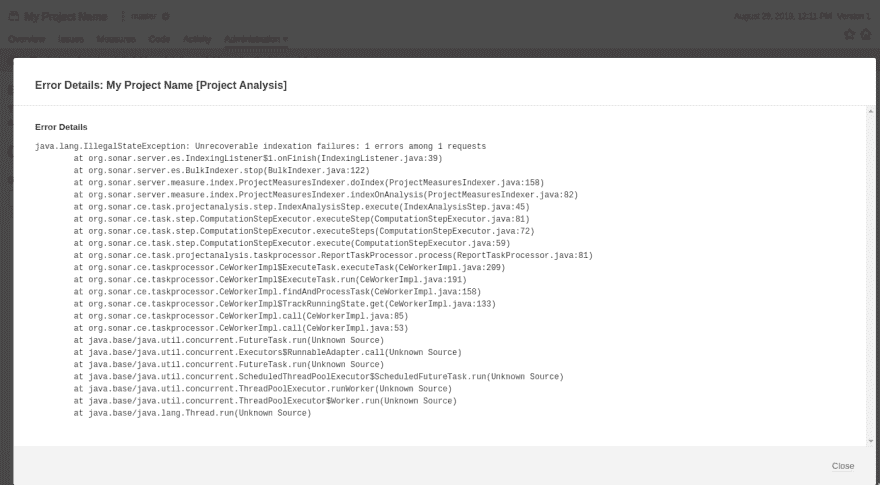 My Project Name
master
August 29, 2019, 12:11 PM Version 1
Overview Issues Measures Code Activity Administration
Error Details: My Project Name [Project Analysis]
Error Details
java.lang.IllegalStateException: Unrecoverable indexation failures: 1 errors among 1 requests
at org.sonar.server.es.IndexingListener$1.onFinish(IndexingListener.java:39)
at org.sonar.server.es.BulkIndexer.stop(BulkIndexer.java:122)
at org.sonar.server.measure.index.ProjectMeasuresIndexer.doIndex(ProjectMeasuresIndexer.java:158)
at org.sonar.server.measure.index.ProjectMeasuresIndexer.indexOnAnalysis(ProjectMeasuresIndexer.java:82)
at org.sonar.ce.task.projectanalysis.step.IndexAnalysisStep.execute(IndexAnalysisStep.java:45)
at org.sonar.ce.task.step.ComputationStepExecutor.executeStep(ComputationStepExecutor.java:81)
at org.sonar.ce.task.step.ComputationStepExecutor.executeSteps(ComputationStepExecutor.java:72)
at org.sonar.ce.task.step.ComputationStepExecutor.execute(ComputationStepExecutor.java:59)
at org.sonar.ce.task.projectanalysis.taskprocessor.ReportTaskProcessor.process(ReportTaskProcessor.java:81)
at org.sonar.ce.taskprocessor.CeWorkerImpl$ExecuteTask.executeTask(CeWorkerImpl.java:209)
at org.sonar.ce.taskprocessor.CeWorkerImpl$ExecuteTask.run(CeWorkerImpl.java:191)
at org.sonar.ce.taskprocessor.CeWorkerImpl.findAndProcessTask(CeWorkerImpl.java:158)
at org.sonar.ce.taskprocessor.CeWorkerImpl$TrackRunningState.get(CeWorkerImpl.java:133)
at org.sonar.ce.taskprocessor.CeWorkerImpl.call(CeWorkerImpl.java:85)
at org.sonar.ce.taskprocessor.CeWorkerImpl.call(CeWorkerImpl.java:53)
at java.base/java.util.concurrent.FutureTask.run(Unknown Source)
at java.base/java.util.concurrent.Executors$RunnableAdapter.call(Unknown Source)
at java.base/java.util.concurrent.FutureTask.run(Unknown Source)
at java.base/java.util.concurrent.ScheduledThreadPoolExecutor$ScheduledFutureTask.run(Unknown Source)
at java.base/java.util.concurrent.ThreadPoolExecutor.runWorker(Unknown Source)
at java.base/java.util.concurrent.ThreadPoolExecutor$Worker.run(Unknown Source)
at java.base/java.lang.Thread.run(Unknown Source)
Close